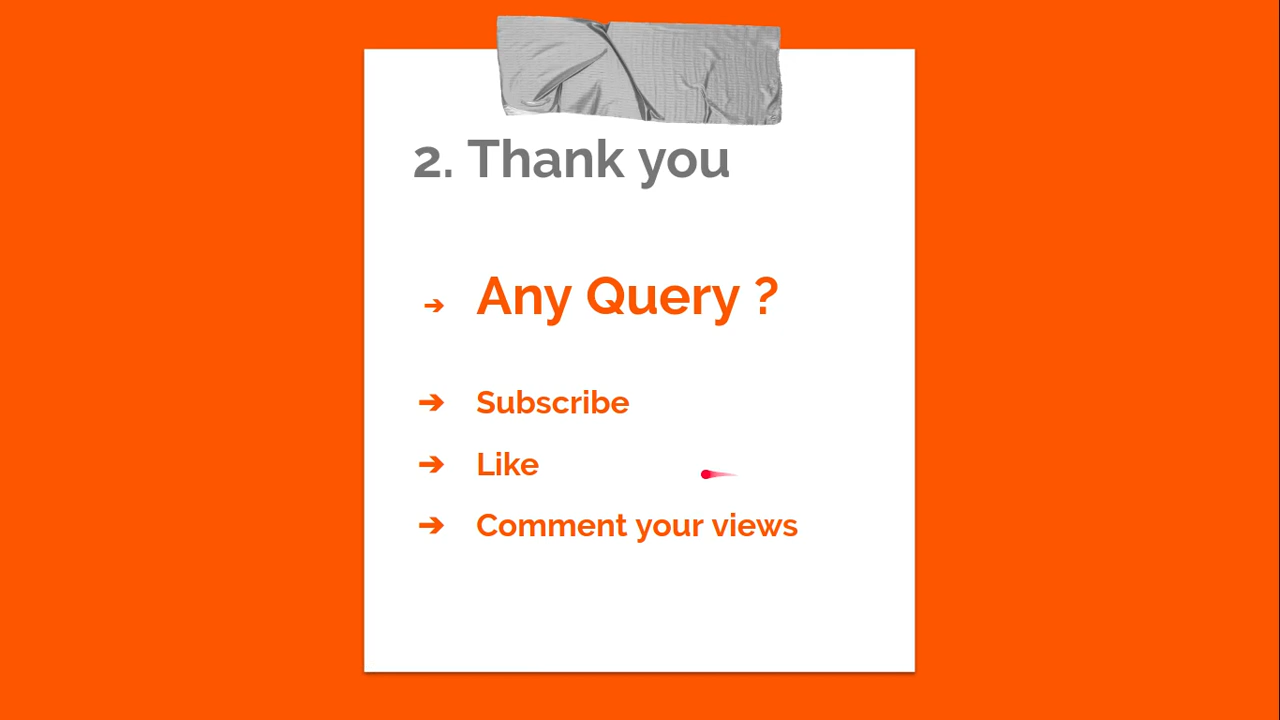 2. Thank you
➔ Any Query ?
➔ Subscribe
➔ Like
➔ Comment your views